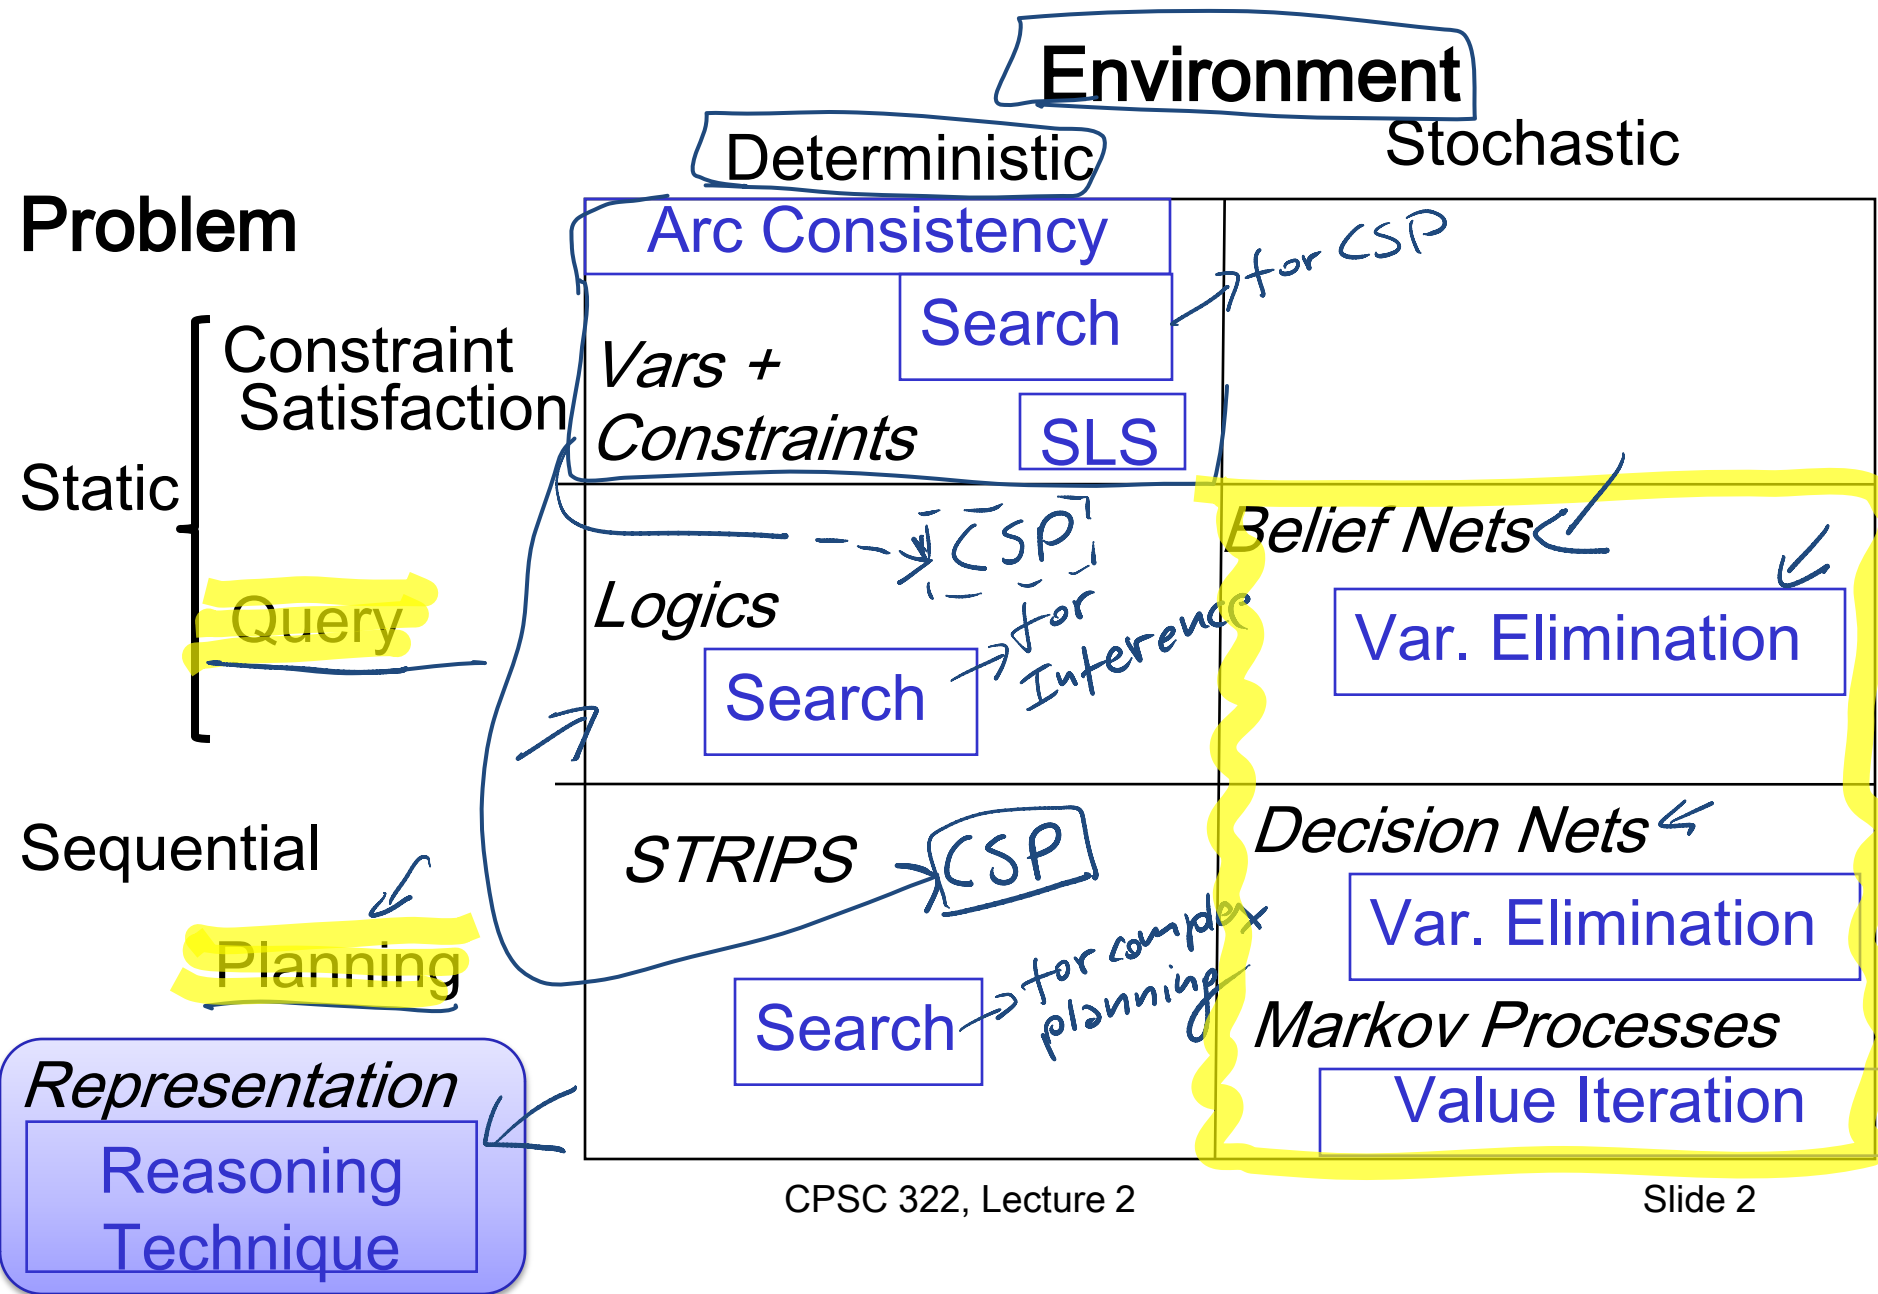 Environment
Deterministic
Stochastic
Problem
Arc Consistency
for CSP
Search
Constraint
Satisfaction
Vars +
Constraints
SLS
Static
CSP
Belief Nets
Query
Logics
for
Inference
Search
Var. Elimination
Sequential
STRIPS
CSP
Decision Nets
Var. Elimination
Planning
for complex
planning
Search
Markov Processes
Value Iteration
Representation
Reasoning
Technique
CPSC 322, Lecture 2
Slide 2